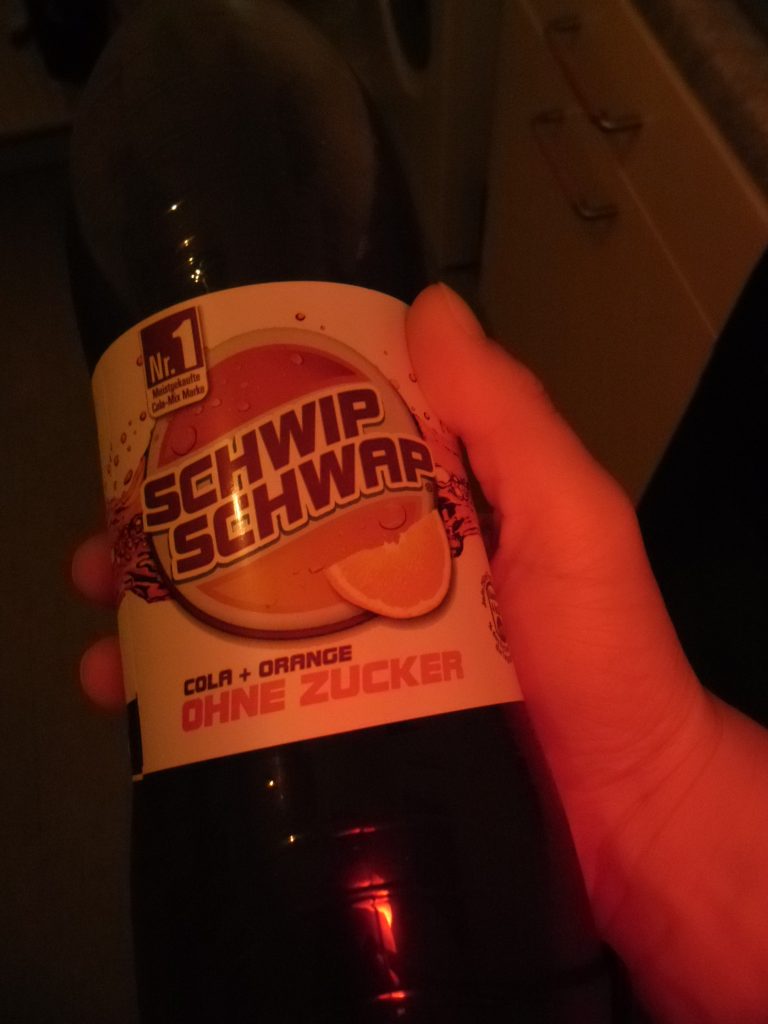 Nr.1
Meistgekaufte
Cola-Mix Marke
SCHWIP
SCHWAP
COLA + ORANGE
OHNE ZUCKER